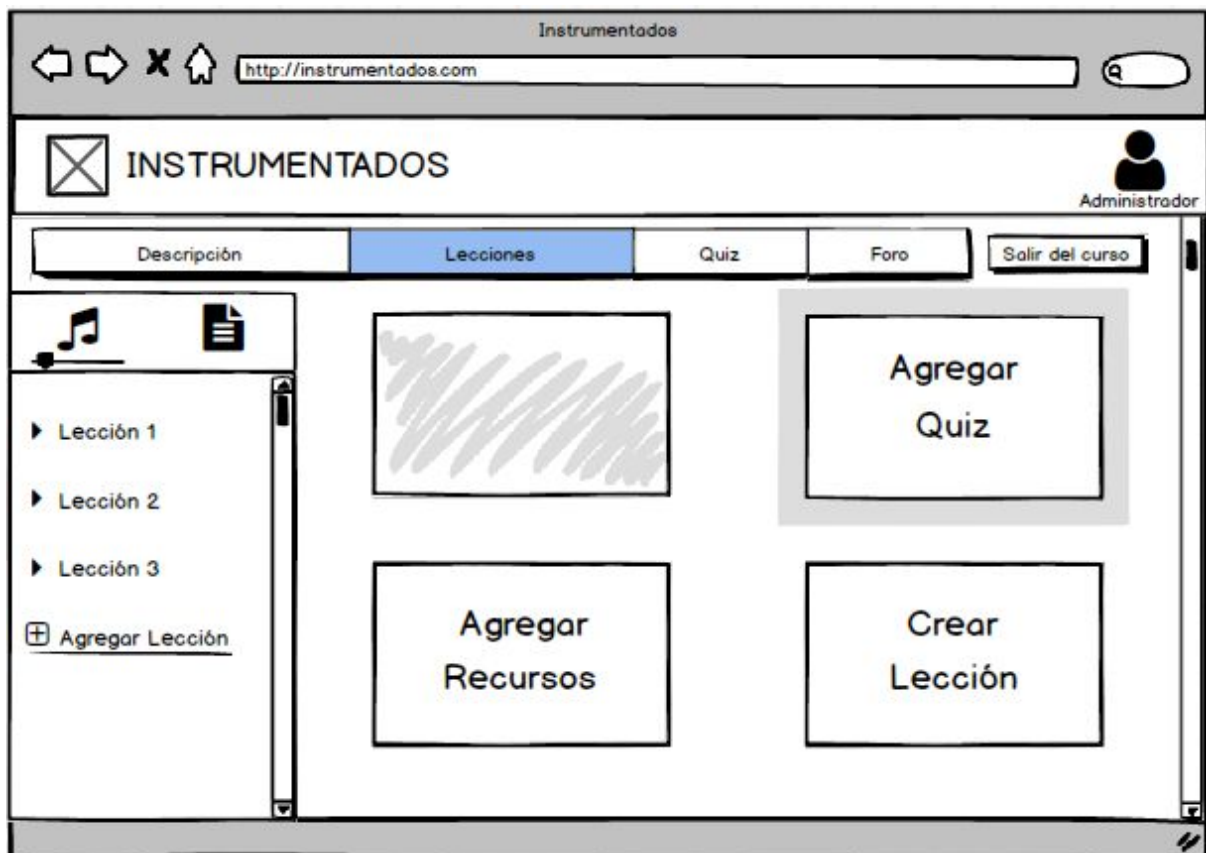 Instrumentados
http://instrumentados.com
INSTRUMENTADOS
Administrador
Descripción
Lecciones
Quiz
Foro
Salir del curso
Lección 1
Lección 2
Lección 3
Agregar Lección
Agregar
Quiz
Agregar
Recursos
Crear
Lección